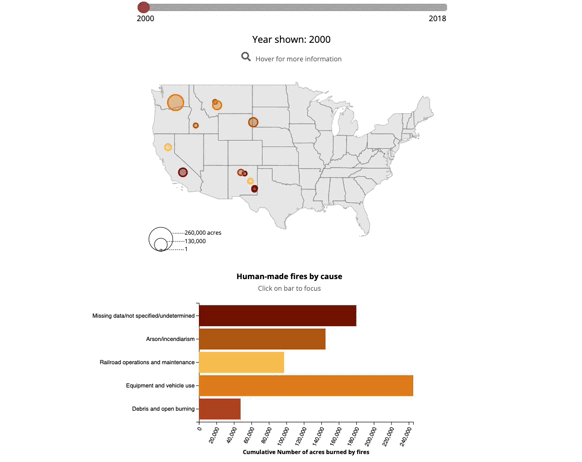 2000
2018
Year shown: 2000
Hover for more information
260,000 acres
130,000
1
Human-made fires by cause
Click on bar to focus
Missing data/not specified/undetermined
Arson/incendiarism
Railroad operations and maintenance
Equipment and vehicle use
Debris and open burning
0
20,000
40,000
60,000
80,000
100,000
120,000
140,000
160,000
180,000
200,000
220,000
240,000
Cumulative Number of acres burned by fires